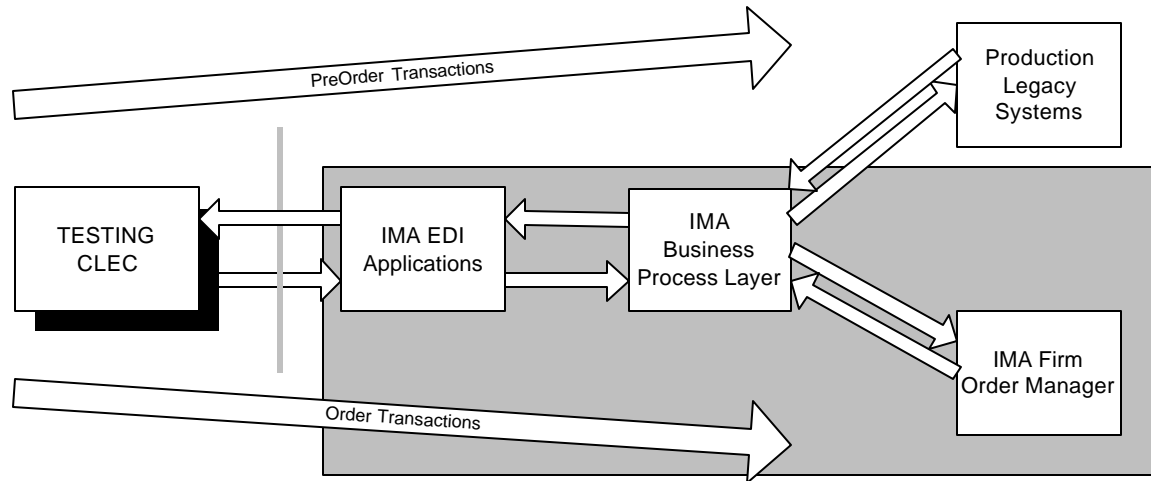 PreOrder Transactions
Production
Legacy
Systems
TESTING
CLEC
IMA EDI
Applications
IMA
Business
Process Layer
IMA Firm
Order Manager
Order Transactions